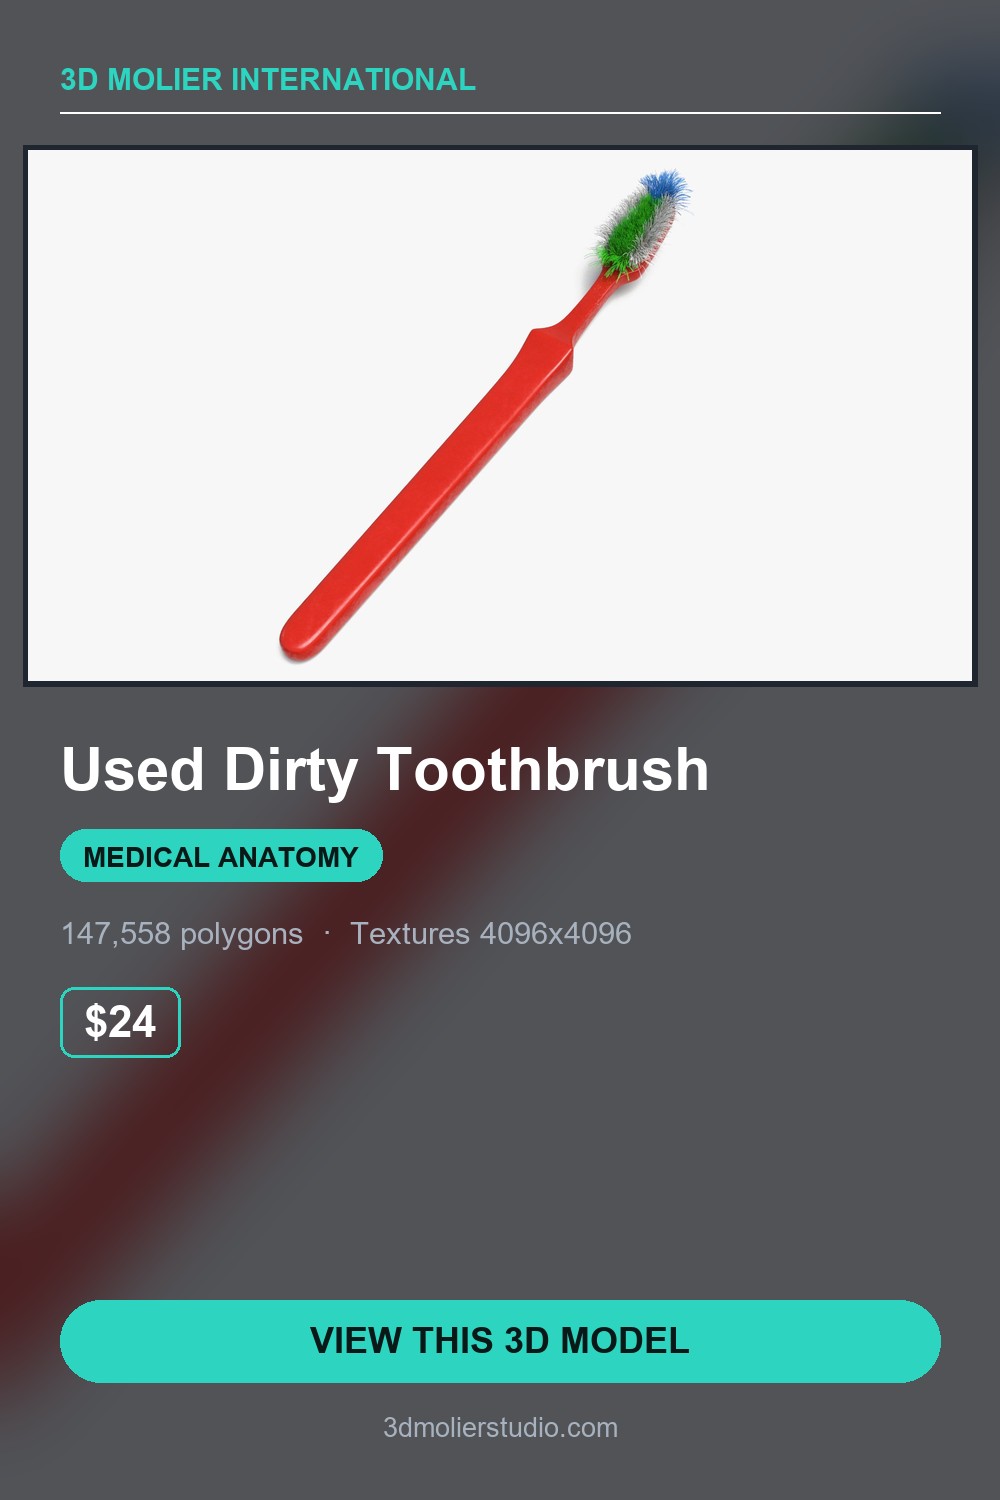 3D MOLIER INTERNATIONAL
Used Dirty Toothbrush
MEDICAL ANATOMY
147,558 polygons · Textures 4096x4096
$24
VIEW THIS 3D MODEL
3dmolierstudio.com